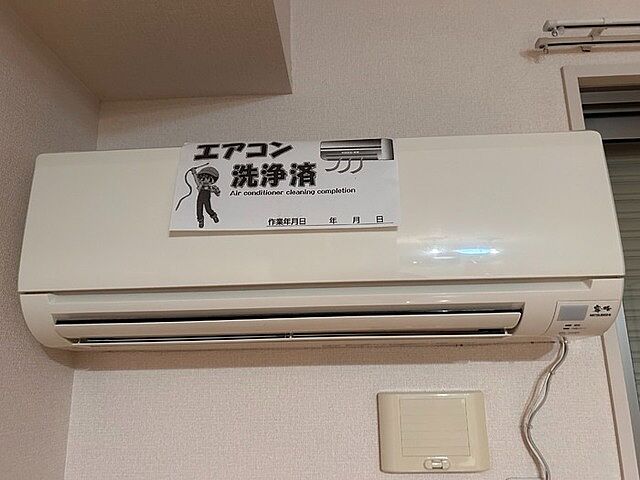 エアコン
洗浄済
Air conditioner cleaning completion
作業年月日　年　月　日
霧ヶ峰
MITSUBISHI